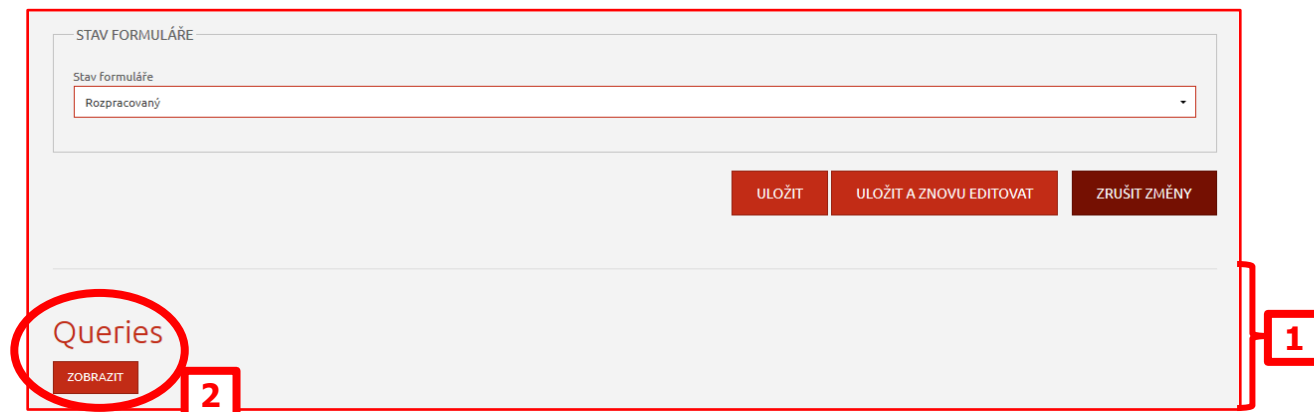 STAV FORMULÁŘE
Stav formuláře
Rozpracovaný
ULOŽIT
ULOŽIT A ZNOVU EDITOVAT
ZRUŠIT ZMĚNY
Queries
1
ZOBRAZIT
2